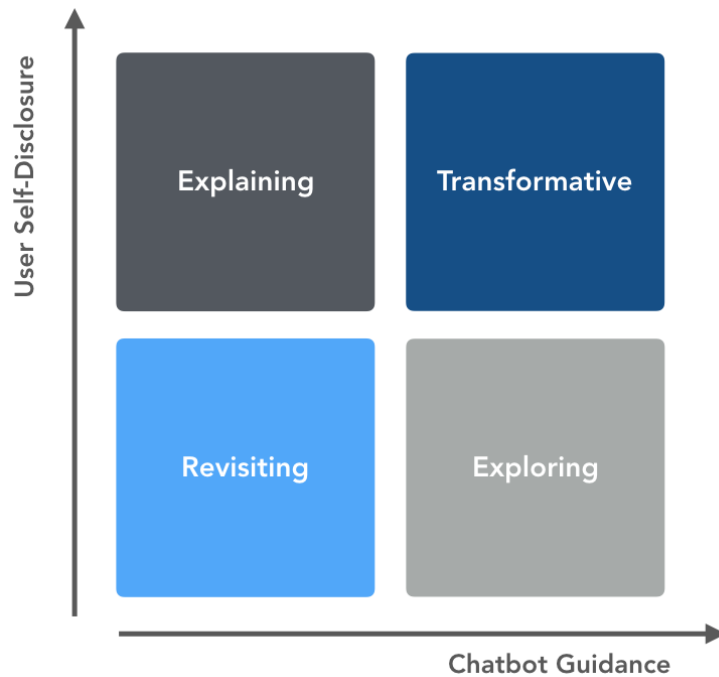 User Self-Disclosure
Explaining
Transformative
Revisiting
Exploring
Chatbot Guidance